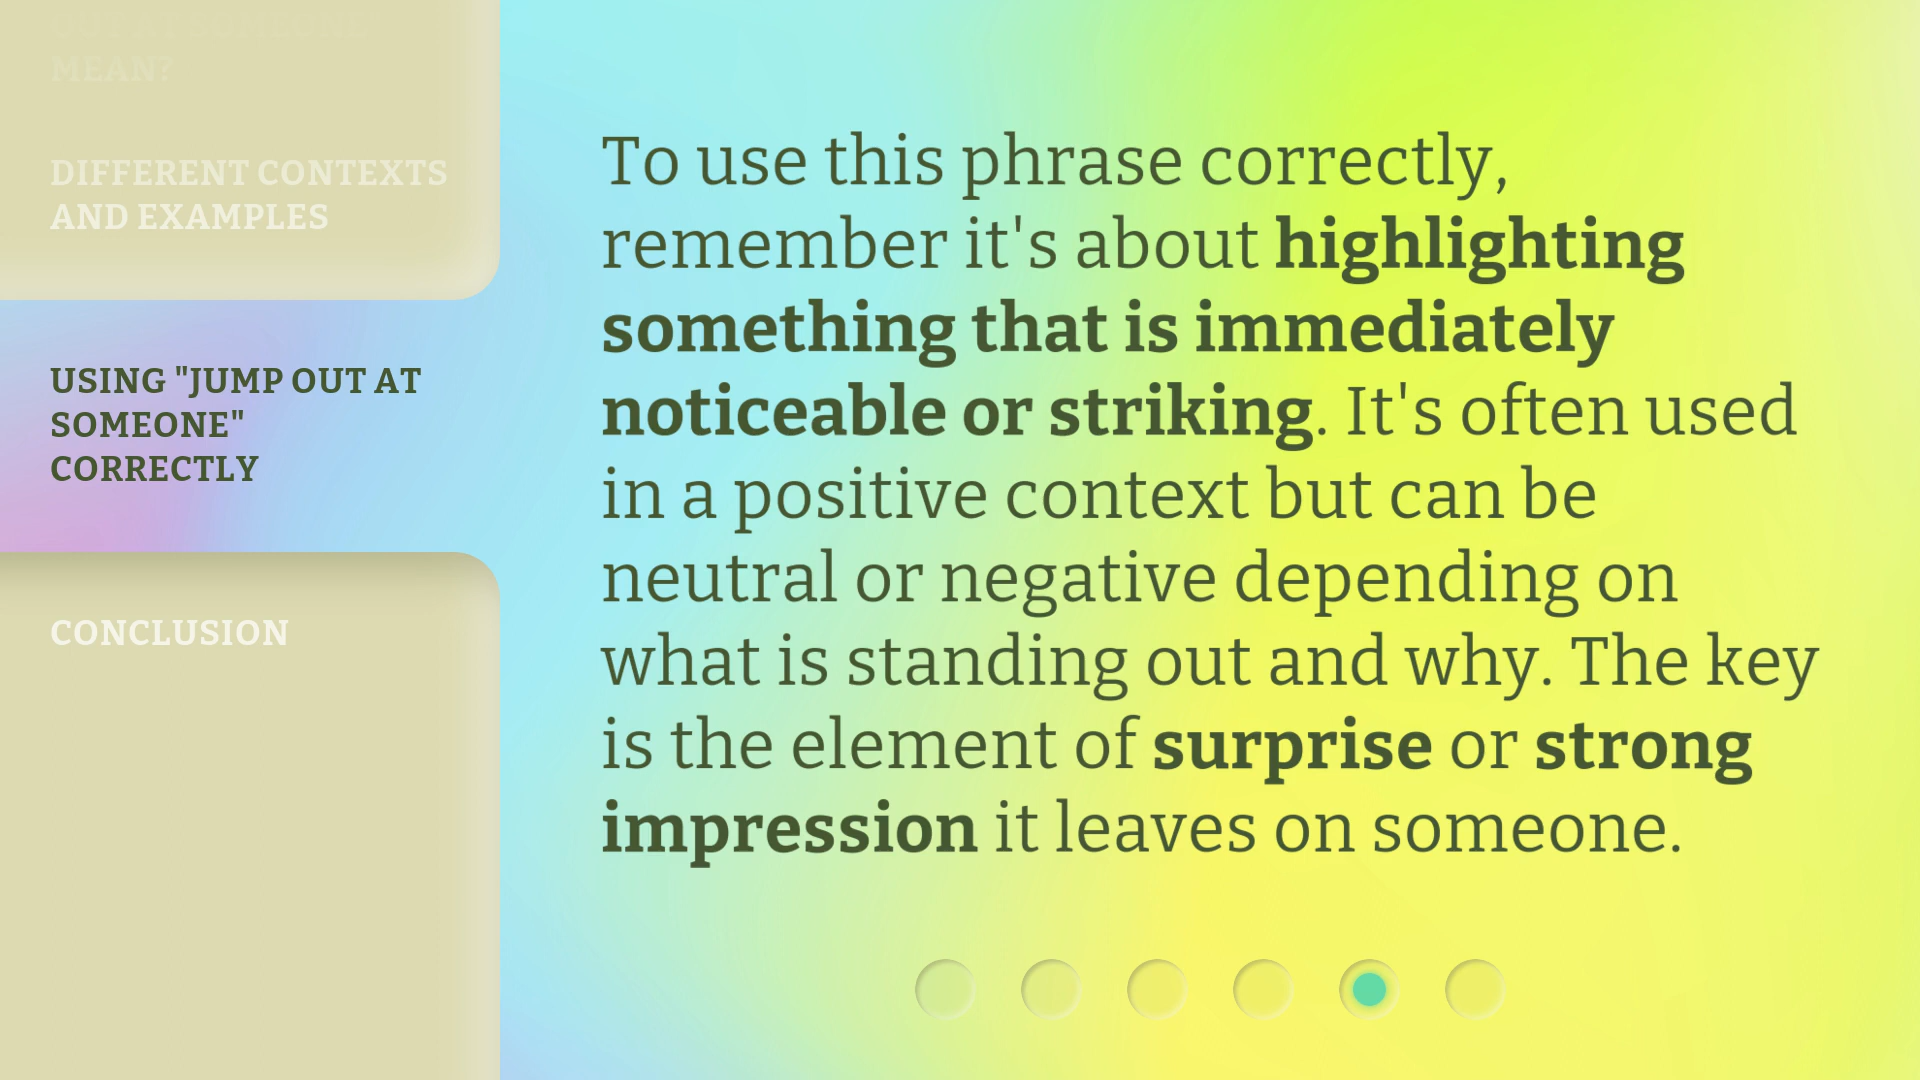 OUT AT SOMEONE
MEAN?
DIFFERENT CONTEXTS
AND EXAMPLES
USING "JUMP OUT AT
SOMEONE"
CORRECTLY
CONCLUSION
To use this phrase correctly,
remember it's about highlighting
something that is immediately
noticeable or striking. It's often used
in a positive context but can be
neutral or negative depending on
what is standing out and why. The key
is the element of surprise or strong
impression it leaves on someone.